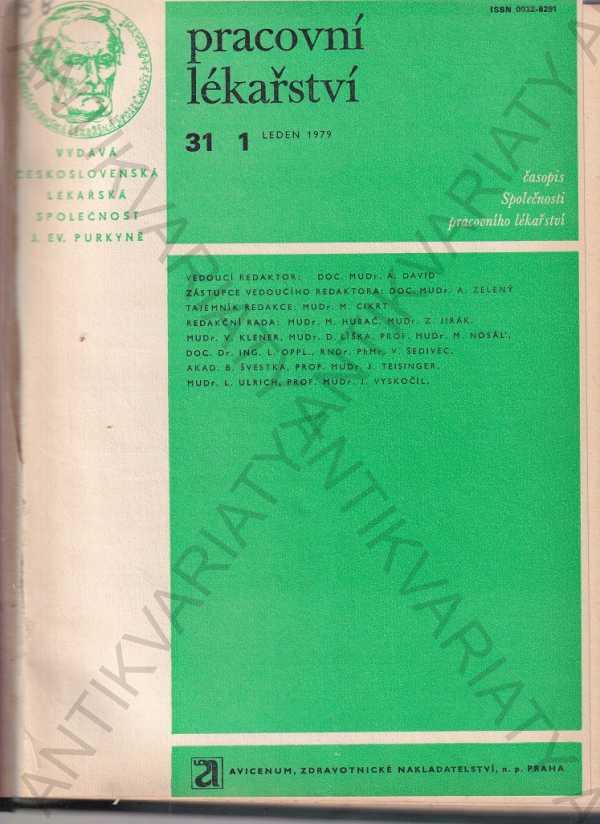 ISSN 0032-6291
pracovní
lékařství
31 1 LEDEN 1979
VYDÁVÁ
ČESKOSLOVENSKÁ
LÉKAŘSKÁ
SPOLEČNOST
J. EV. PURKYNĚ
časopis
Společnosti
pracovního lékařství
VEDOUCÍ REDAKTOR: DOC. MUDr. A. DAVID
ZÁSTUPCE VEDOUCÍHO REDAKTORA: DOC. MUDr. A. ZELENÝ
TAJEMNÍK REDAKCE: MUDr. M. CIKRT
REDAKČNÍ RADA: MUDr. M. HUBAČ, MUDr. Z. JIRÁK,
MUDr. V. KLENER, MUDr. D. LÍŠKA, PROF. MUDr. M. NOSÁĽ,
DOC. Dr. ING. L. OPPL., RNDr. PhMr. V. ŠEDIVEC,
AKAD. B. ŠVESTKA, PROF. MUDr. J. TEISINGER,
MUDr. L. ULRICH, PROF. MUDr. J. VYSKOČIL,
AVICENUM, ZDRAVOTNICKÉ NAKLADATELSTVÍ, n. p. PRAHA
ANTIKVARIATY